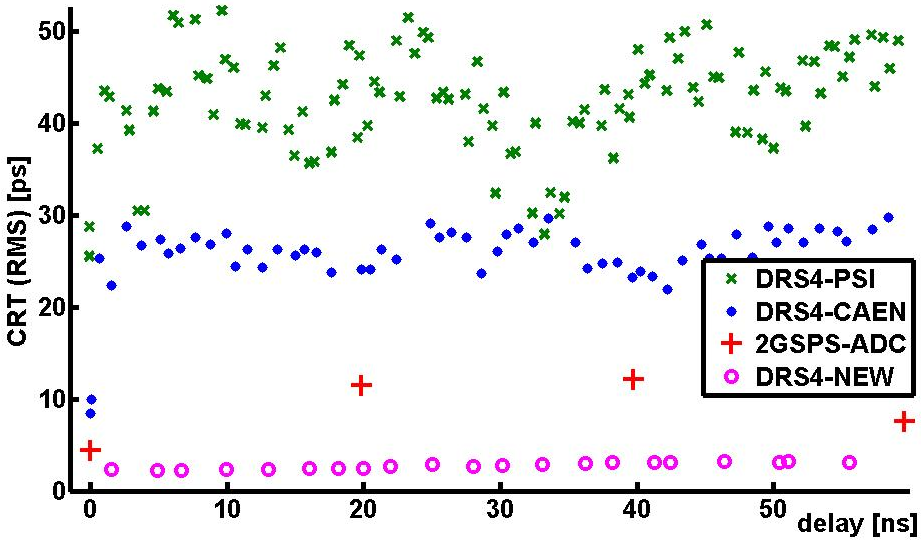 50
40
30
20
10
0
CRT (RMS) [ps]
DRS4-PSI
DRS4-CAEN
2GSPS-ADC
DRS4-NEW
0 10 20 30 40 50
delay [ns]